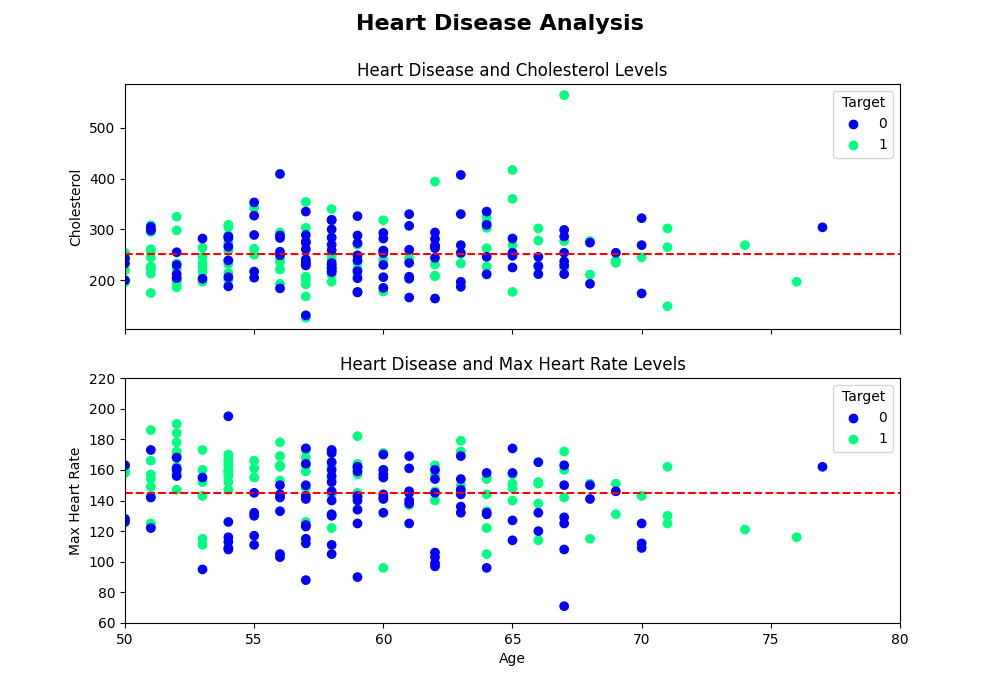 Heart Disease Analysis
Heart Disease and Cholesterol Levels
Cholesterol
500
400
300
200
Target
0
1
Heart Disease and Max Heart Rate Levels
Max Heart Rate
220
200
180
160
140
120
100
80
60
Target
0
1
50 55 60 65 70 75 80
Age